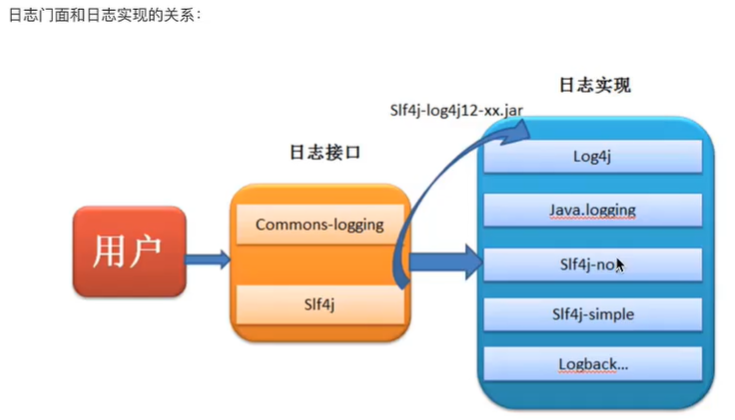 日志门面和日志实现的关系：
日志实现
Slf4j-log4j12-xx.jar
日志接口
Log4j
Commons-logging
Java.logging
用户
Slf4j-no
Slf4j
Slf4j-simple
Logback...